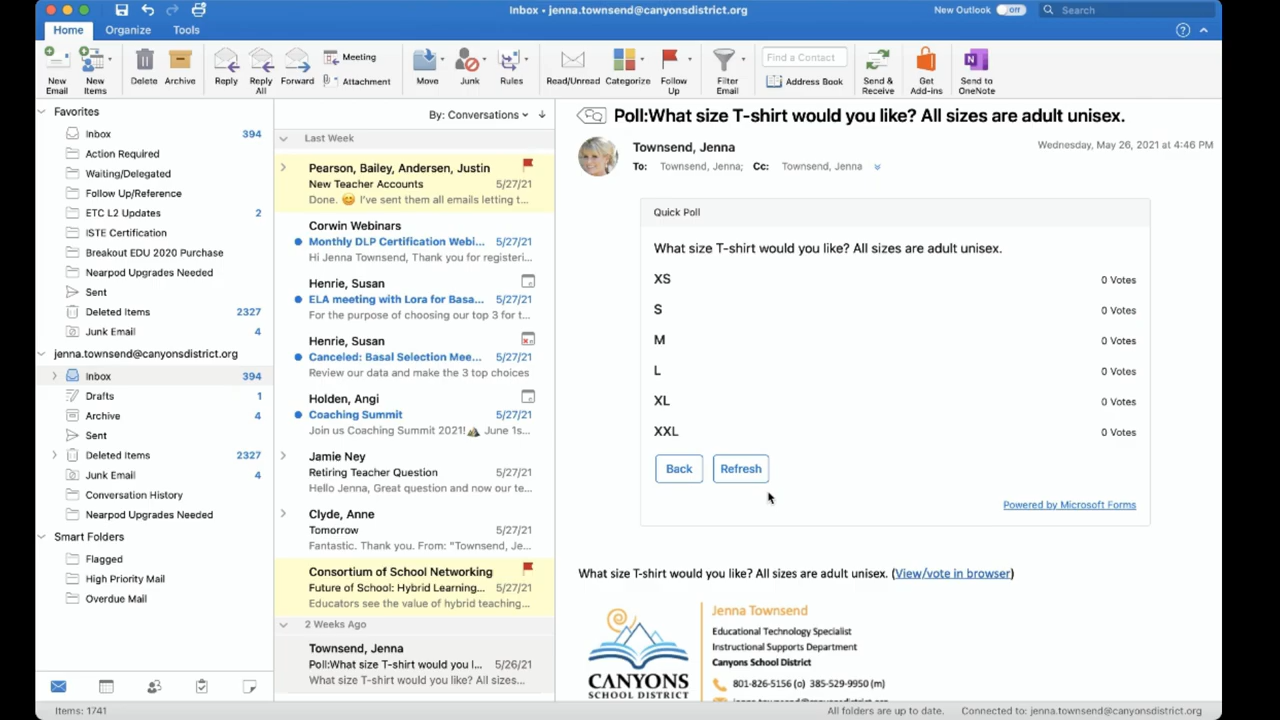 Inbox • jenna.townsend@canyonsdistrict.org
New Outlook off
Search
Home Organize Tools
New Email
New Items
Delete
Archive
Reply
Reply All
Forward
Meeting
Attachment
Move
Junk
Rules
Read/Unread
Categorize
Follow Up
Filter Email
Find a Contact
Address Book
Send & Receive
Get Add-ins
Send to OneNote
Favorites
Inbox 394
Action Required
Waiting/Delegated
Follow Up/Reference
ETC L2 Updates 2
ISTE Certification
Breakout EDU 2020 Purchase
Nearpod Upgrades Needed
Sent
Deleted Items 2327
Junk Email 4
jenna.townsend@canyonsdistrict.org
Inbox 394
Drafts 1
Archive 4
Sent
Deleted Items 2327
Junk Email 4
Conversation History
Nearpod Upgrades Needed
Smart Folders
Flagged
High Priority Mail
Overdue Mail
By: Conversations
Last Week
Pearson, Bailey, Andersen, Justin
New Teacher Accounts 5/27/21
Done. 😀 I've sent them all emails letting t...
Corwin Webinars
Monthly DLP Certification Webi... 5/27/21
Hi Jenna Townsend, Thank you for registeri...
Henrie, Susan
ELA meeting with Lora for Basa... 5/27/21
For the purpose of choosing our top 3 for t...
Henrie, Susan
Canceled: Basal Selection Mee... 5/27/21
Review our data and make the 3 top choices
Holden, Angi
Coaching Summit 5/27/21
Join us Coaching Summit 2021!⛰️ June 1s...
Jamie Ney
Retiring Teacher Question 5/27/21
Hello Jenna, Great question and now our te...
Clyde, Anne
Tomorrow 5/27/21
Fantastic. Thank you. From: "Townsend, Je...
Consortium of School Networking
Future of School: Hybrid Learning... 5/27/21
Educators see the value of hybrid teaching...
2 Weeks Ago
Townsend, Jenna
Poll:What size T-shirt would you l... 5/26/21
What size T-shirt would you like? All sizes...
Poll:What size T-shirt would you like? All sizes are adult unisex.
Townsend, Jenna
Wednesday, May 26, 2021 at 4:46 PM
To: Townsend, Jenna; Cc: Townsend, Jenna
Quick Poll
What size T-shirt would you like? All sizes are adult unisex.
XS 0 Votes
S 0 Votes
M 0 Votes
L 0 Votes
XL 0 Votes
XXL 0 Votes
Back Refresh
Powered by Microsoft Forms
What size T-shirt would you like? All sizes are adult unisex. (View/vote in browser)
CANYONS
SCHOOL DISTRICT
Jenna Townsend
Educational Technology Specialist
Instructional Supports Department
Canyons School District
801-826-5156 (o) 385-529-9950 (m)
Items: 1741
All folders are up to date.
Connected to: jenna.townsend@canyonsdistrict.org